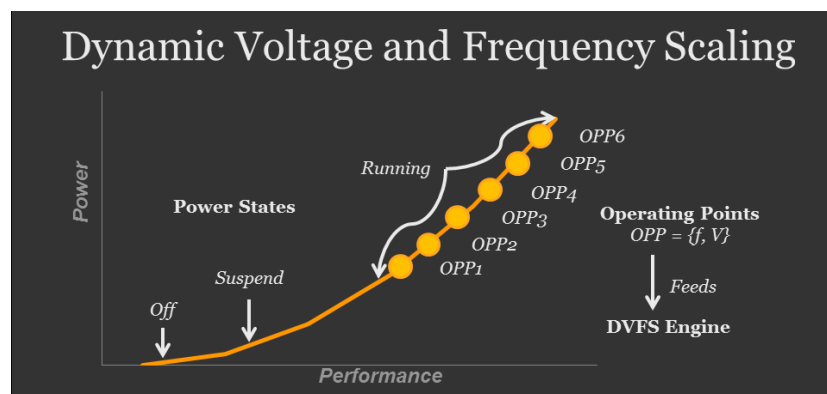 Dynamic Voltage and Frequency Scaling
Power
Power States
Off
Suspend
Running
OPP6
OPP5
OPP4
OPP3
OPP2
OPP1
Operating Points
OPP = {f, V}
Feeds
DVFS Engine
Performance